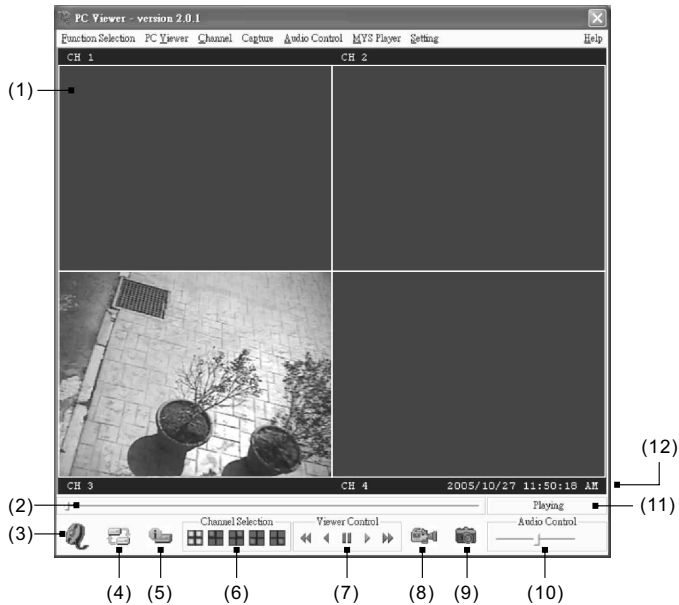 PC Viewer - version 2.0.1
Function Selection PC Viewer Channel Capture Audio Control MYS Player Setting Help
CH 1 CH 2
(1)
CH 3 CH 4 2005/10/27 11:50:18 AM
(12)
(2) Playing (11)
(3) Channel Selection Viewer Control Audio Control
(4) (5) (6) (7) (8) (9) (10)